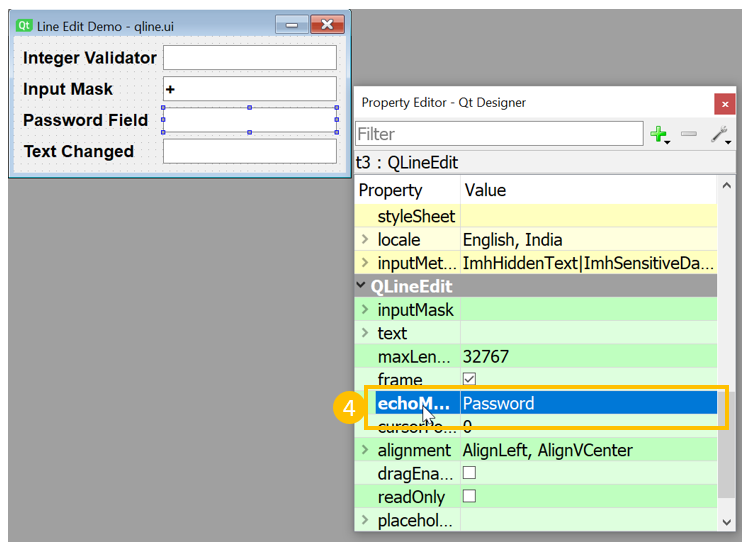 Qt Line Edit Demo - qline.ui
Integer Validator
Input Mask +
Password Field
Text Changed
Property Editor - Qt Designer
Filter
t3 : QLineEdit
Property Value
styleSheet
locale English, India
inputMet... ImhHiddenText|ImhSensitiveDa...
QLineEdit
inputMask
text
maxLen... 32767
frame
4 echoM... Password
cursorPo... 0
alignment AlignLeft, AlignVCenter
dragEna...
readOnly
placehol...